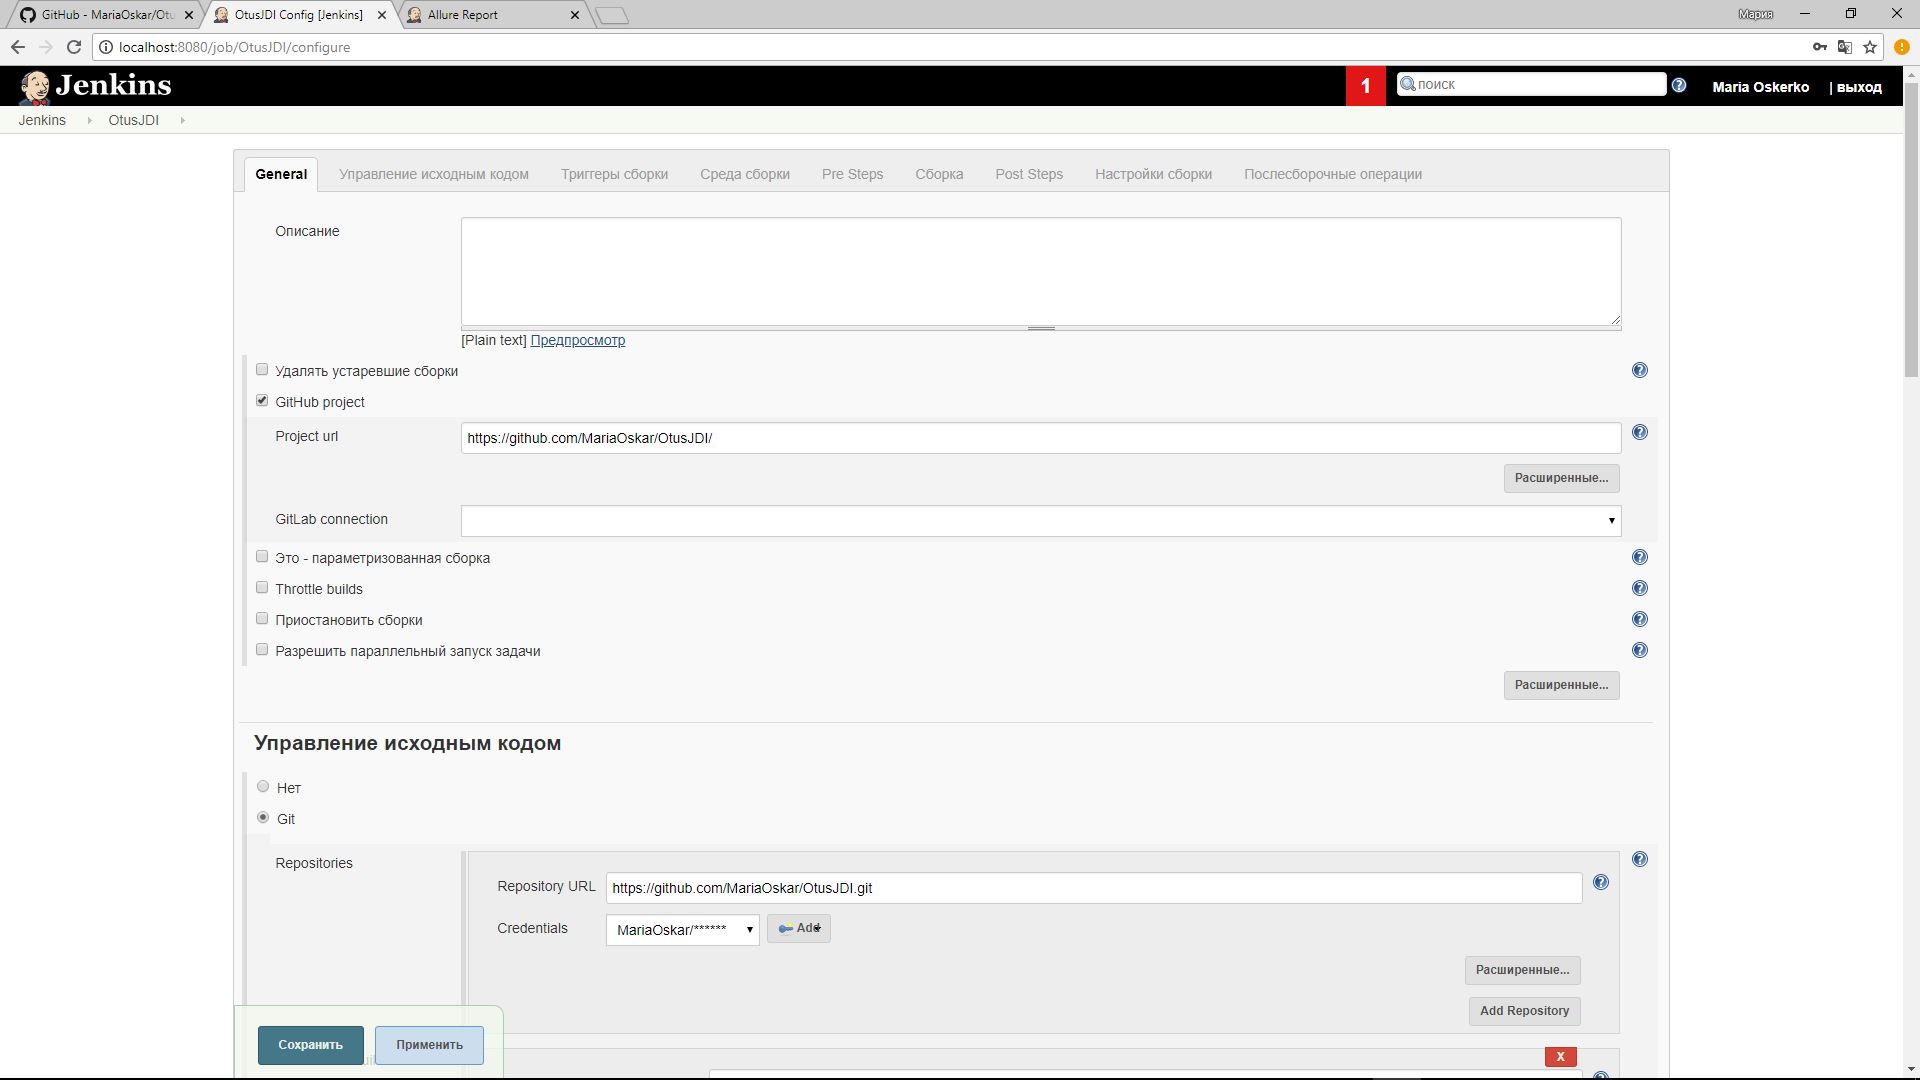 GitHub - MariaOskar/Otu
OtusJDI Config [Jenkins]
Allure Report
Мария
localhost:8080/job/OtusJDI/configure
Jenkins
1
поиск
Maria Oskerko
| выход
Jenkins
OtusJDI
General
Управление исходным кодом
Триггеры сборки
Среда сборки
Pre Steps
Сборка
Post Steps
Настройки сборки
Послесборочные операции
Описание
[Plain text] Предпросмотр
Удалять устаревшие сборки
GitHub project
Project url
https://github.com/MariaOskar/OtusJDI/
Расширенные...
GitLab connection
Это - параметризованная сборка
Throttle builds
Приостановить сборки
Разрешить параллельный запуск задачи
Расширенные...
Управление исходным кодом
Нет
Git
Repositories
Repository URL
https://github.com/MariaOskar/OtusJDI.git
Credentials
MariaOskar/******
Add
Расширенные...
Add Repository
X
Сохранить
Применить